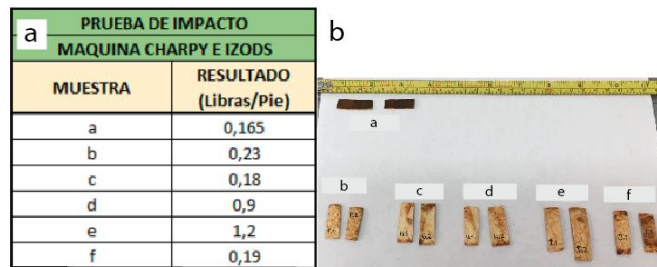 a
PRUEBA DE IMPACTO
MAQUINA CHARPY E IZODS
MUESTRA RESULTADO (Libras/Pie)
a 0,165
b 0,23
c 0,18
d 0,9
e 1,2
f 0,19
b
a
b
c
d
e
f